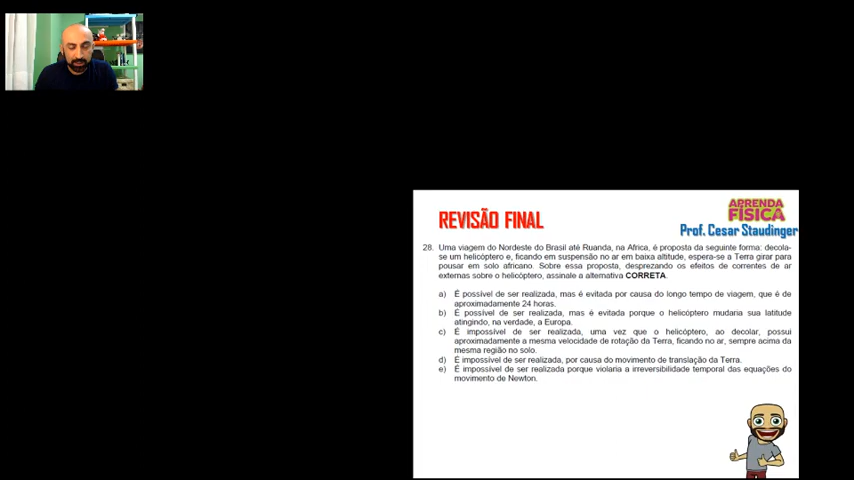 REVISÃO FINAL
APRENDA
FÍSICA
Prof. Cesar Staudinger
28. Uma viagem do Nordeste do Brasil até Ruanda, na África, é proposta da seguinte forma: decola-
se um helicóptero e, ficando em suspensão no ar em baixa altitude, espera-se a Terra girar para
pousar em solo africano. Sobre essa proposta, desprezando os efeitos de correntes de ar
externas sobre o helicóptero, assinale a alternativa CORRETA.
a) É possível de ser realizada, mas é evitada por causa do longo tempo de viagem, que é de
aproximadamente 24 horas.
b) É possível de ser realizada, mas é evitada porque o helicóptero mudaria sua latitude
atingindo, na verdade, a Europa.
c) É impossível de ser realizada, uma vez que o helicóptero, ao decolar, possui
aproximadamente a mesma velocidade de rotação da Terra, ficando no ar, sempre acima da
mesma região no solo.
d) É impossível de ser realizada, por causa do movimento de translação da Terra.
e) É impossível de ser realizada porque violaria a irreversibilidade temporal das equações do
movimento de Newton.